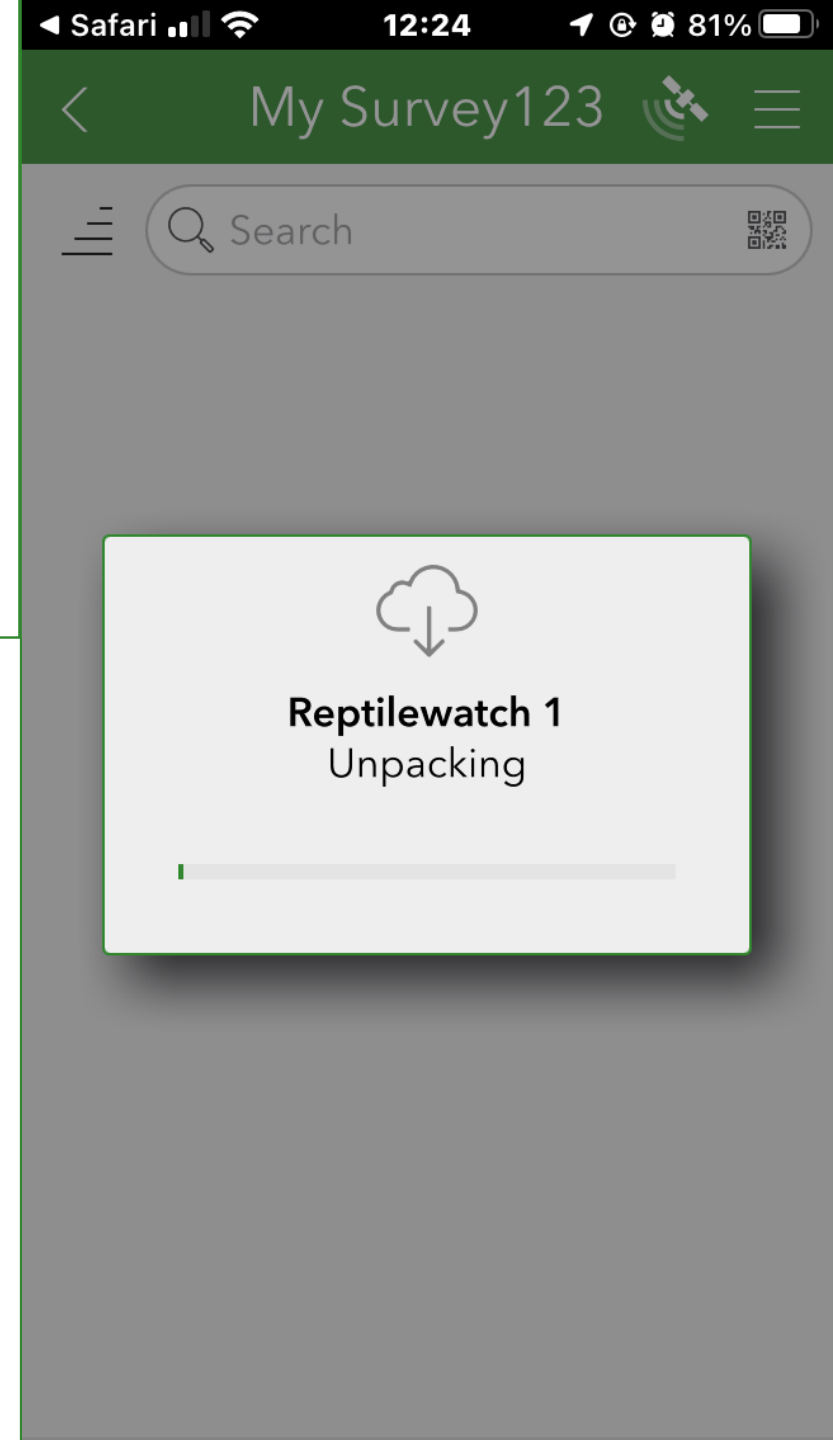 ◀ Safari 12:24 81%
My Survey123
Search
Reptilewatch 1
Unpacking